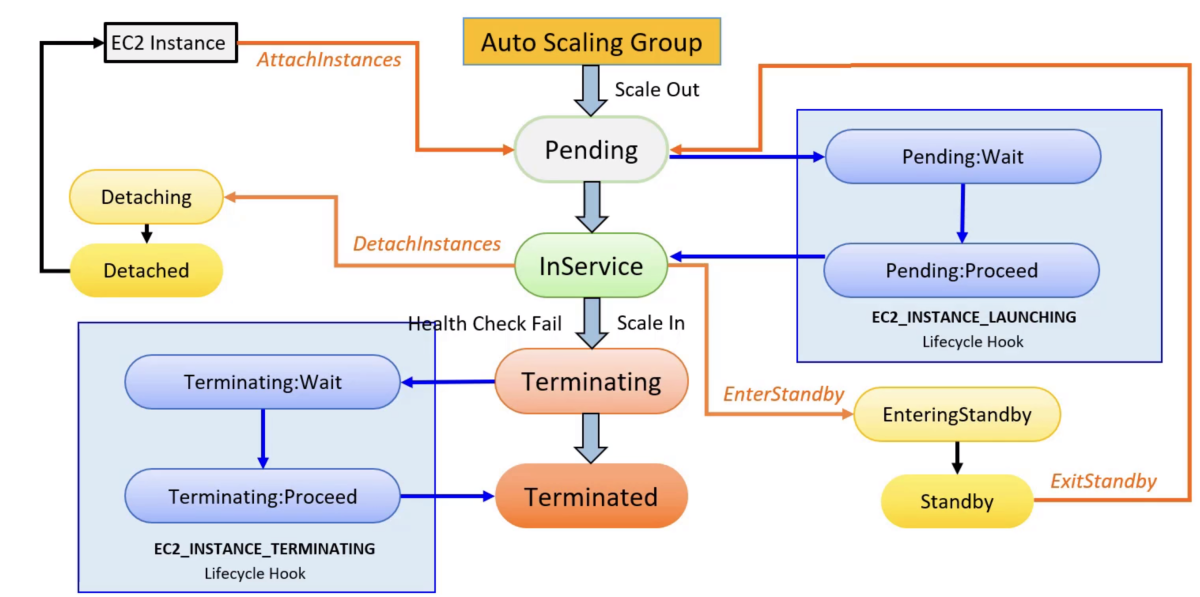 EC2 Instance
AttachInstances
Auto Scaling Group
Scale Out
Pending
Pending:Wait
Detaching
DetachInstances
Detached
InService
Pending:Proceed
EC2_INSTANCE_LAUNCHING
Lifecycle Hook
Health Check Fail
Scale In
Terminating:Wait
Terminating
EnterStandby
EnteringStandby
Terminating:Proceed
Terminated
Standby
ExitStandby
EC2_INSTANCE_TERMINATING
Lifecycle Hook